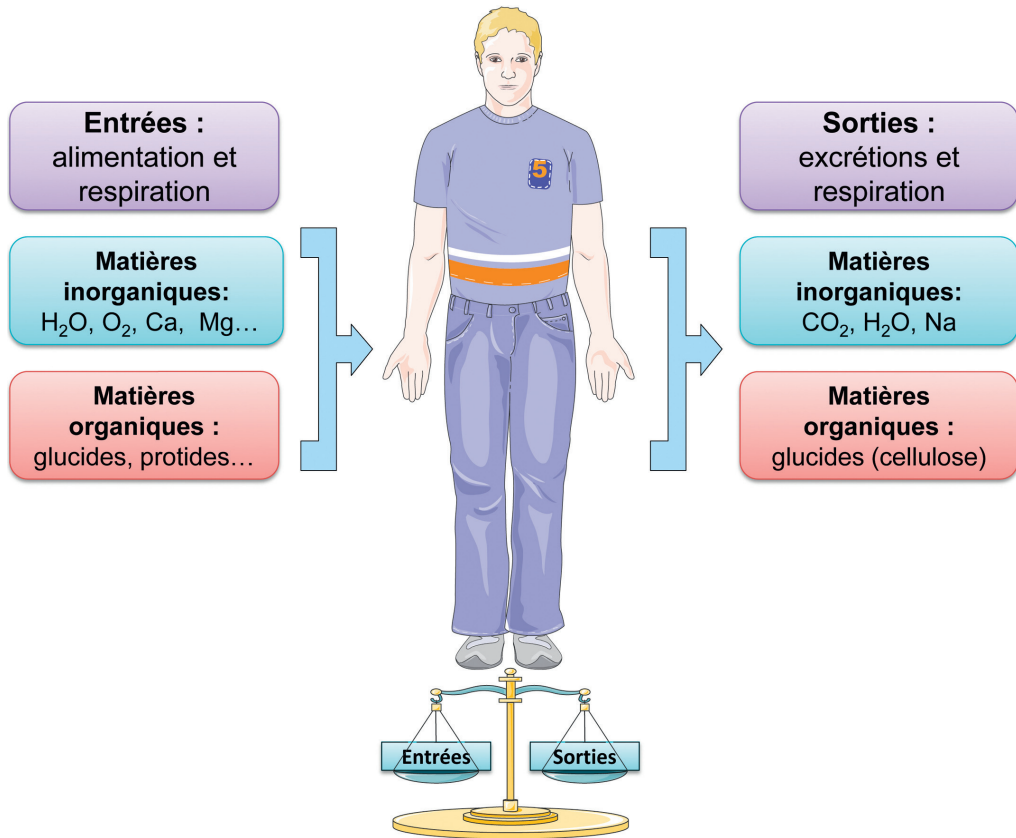 Entrées :
alimentation et
respiration
Matières
inorganiques:
H₂O, O₂, Ca, Mg…
Matières
organiques :
glucides, protides…
5
Sorties :
excrétions et
respiration
Matières
inorganiques:
CO₂, H₂O, Na
Matières
organiques :
glucides (cellulose)
Entrées
Sorties